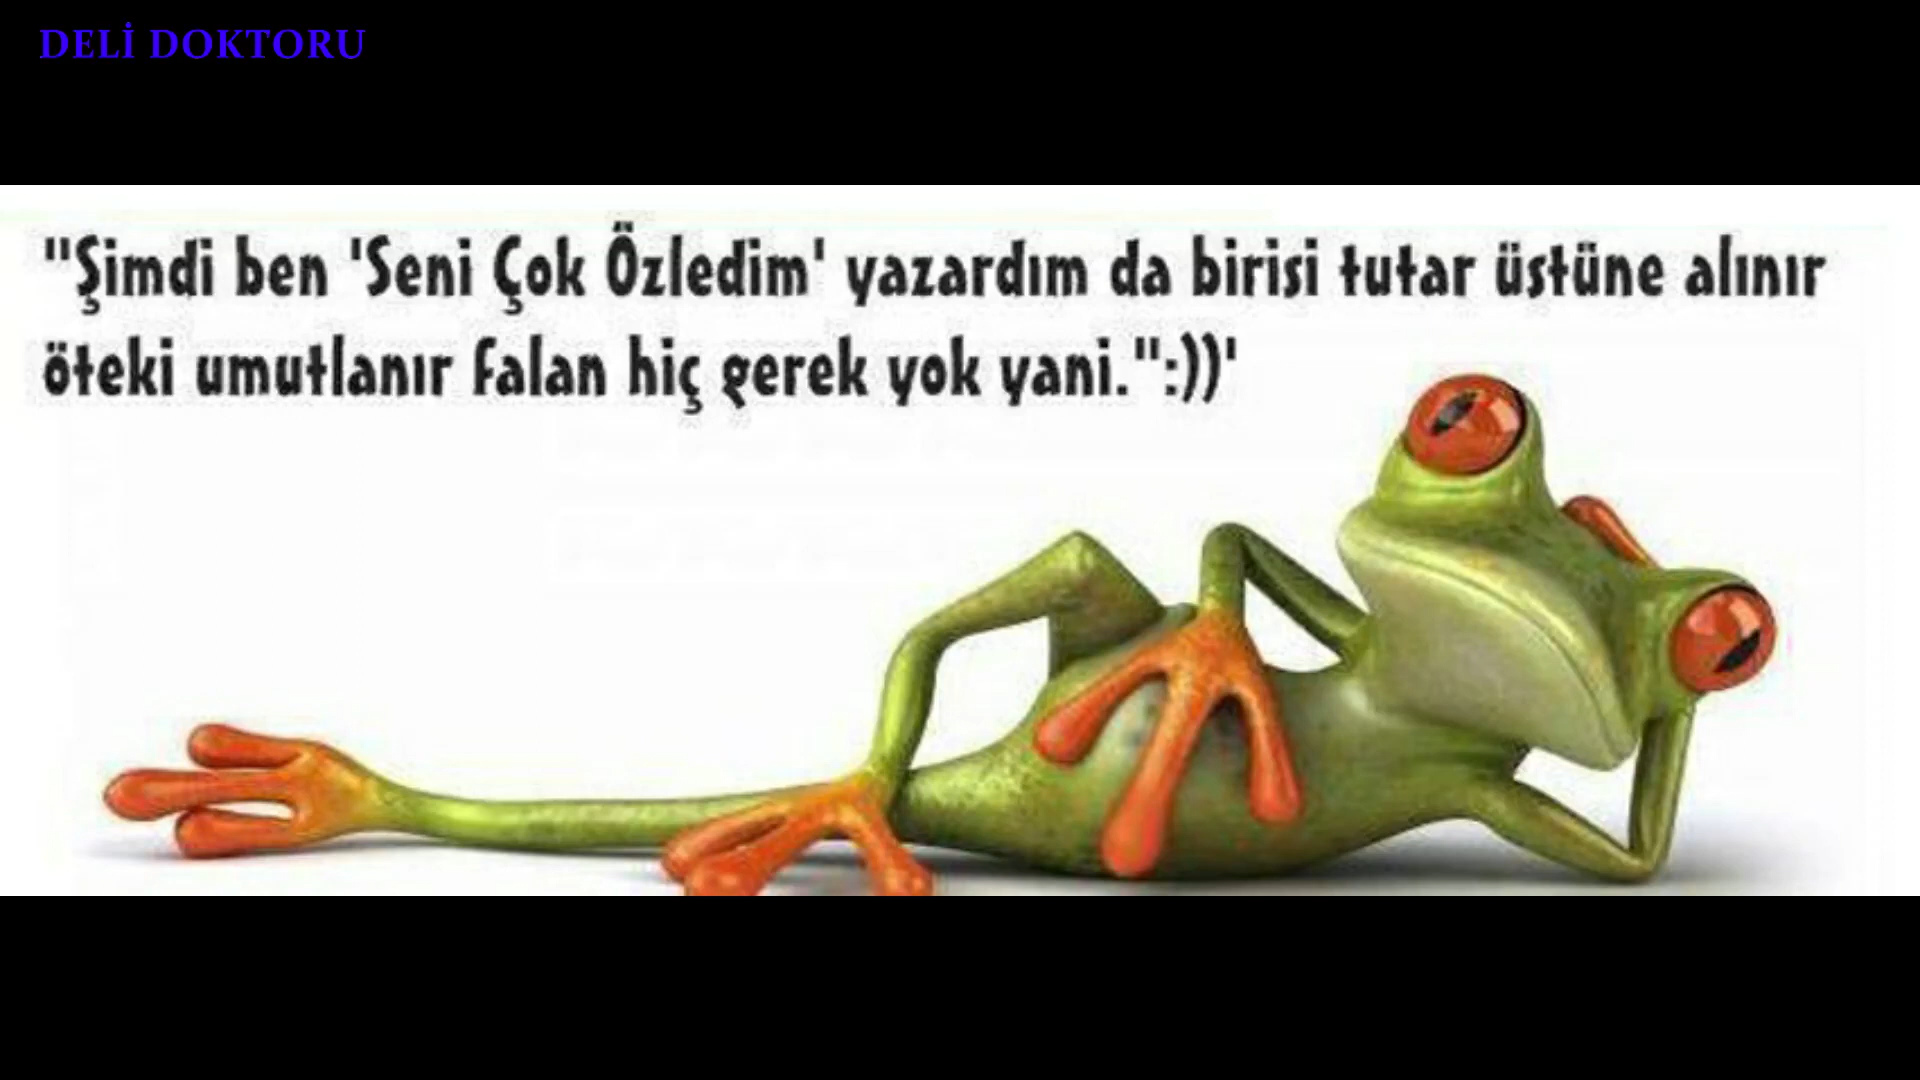 DELİ DOKTORU
"Şimdi ben 'Seni Çok Özledim' yazardım da birisi tutar üstüne alınır
öteki umutlanır falan hiç gerek yok yani.":))'